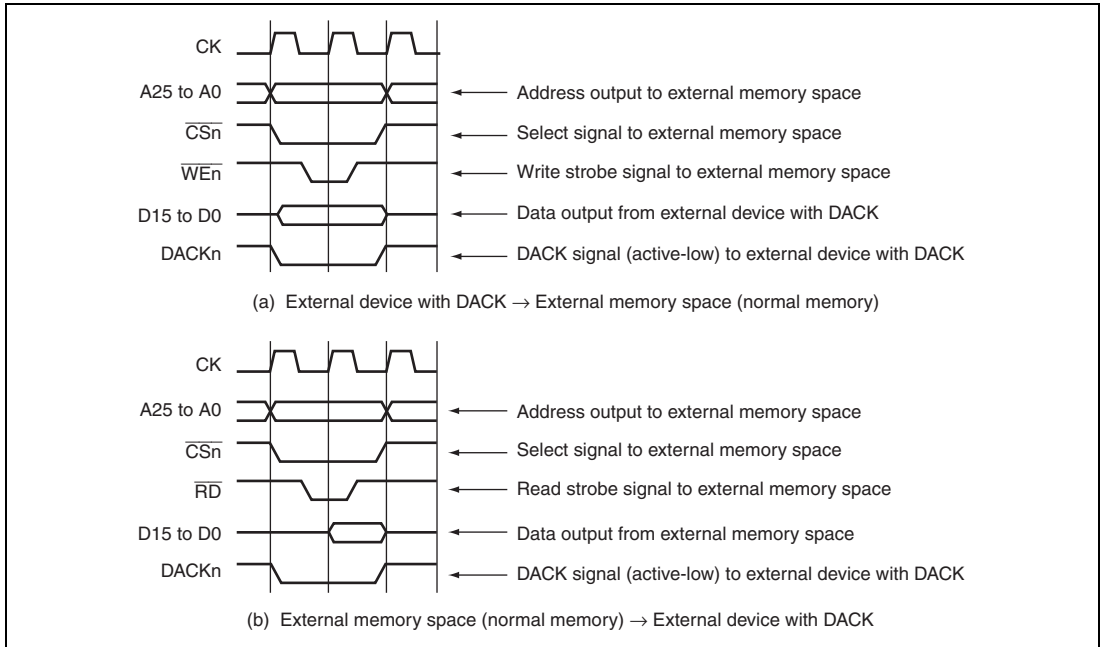 CK
A25 to A0 Address output to external memory space
CSn Select signal to external memory space
WEn Write strobe signal to external memory space
D15 to D0 Data output from external device with DACK
DACKn DACK signal (active-low) to external device with DACK
(a) External device with DACK → External memory space (normal memory)
CK
A25 to A0 Address output to external memory space
CSn Select signal to external memory space
RD Read strobe signal to external memory space
D15 to D0 Data output from external memory space
DACKn DACK signal (active-low) to external device with DACK
(b) External memory space (normal memory) → External device with DACK